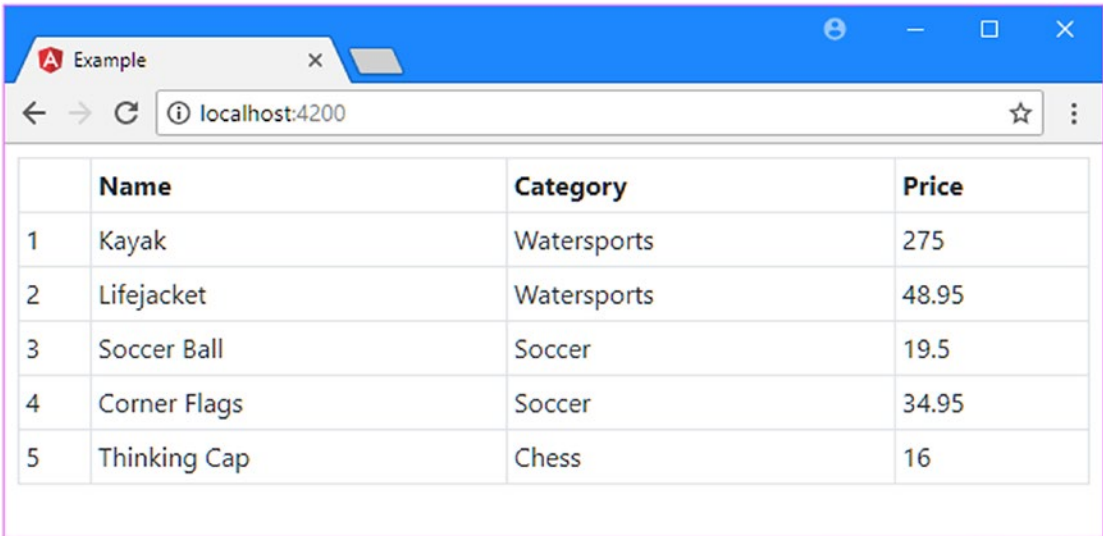 Example
localhost:4200
Name Category Price
1 Kayak Watersports 275
2 Lifejacket Watersports 48.95
3 Soccer Ball Soccer 19.5
4 Corner Flags Soccer 34.95
5 Thinking Cap Chess 16